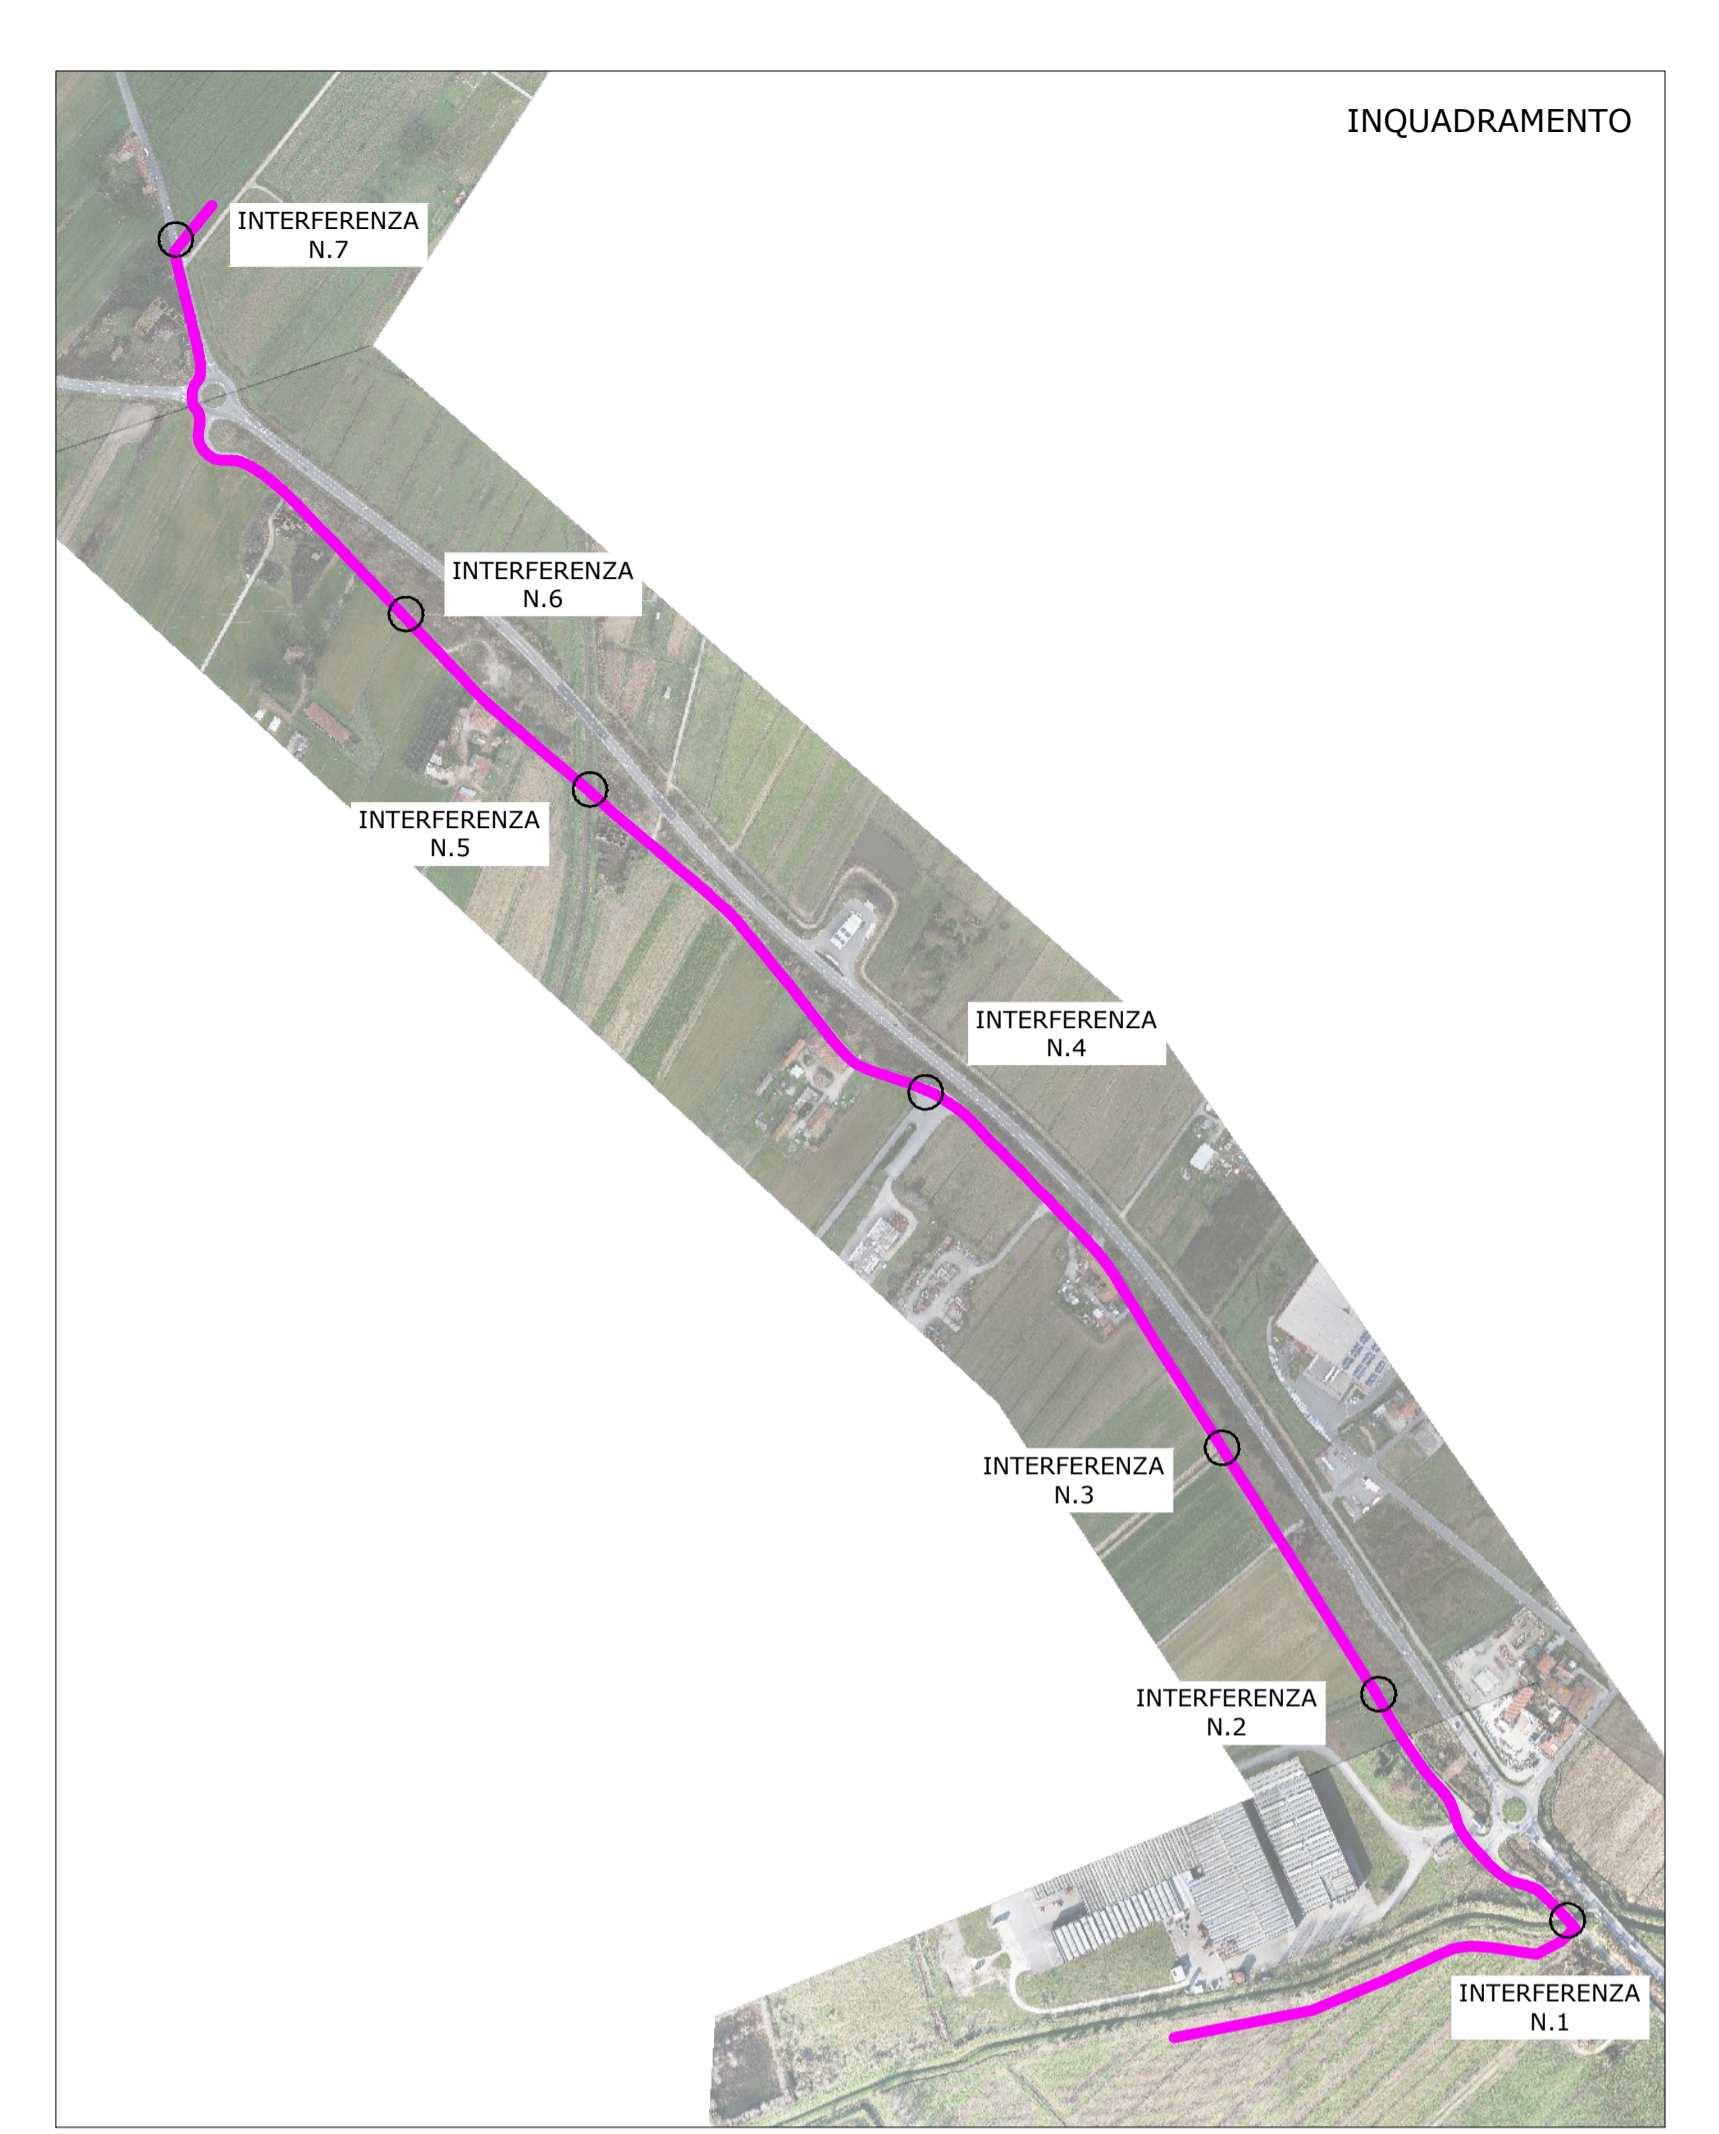 INQUADRAMENTO
INTERFERENZA
N.7
INTERFERENZA
N.6
INTERFERENZA
N.5
INTERFERENZA
N.4
INTERFERENZA
N.3
INTERFERENZA
N.2
INTERFERENZA
N.1